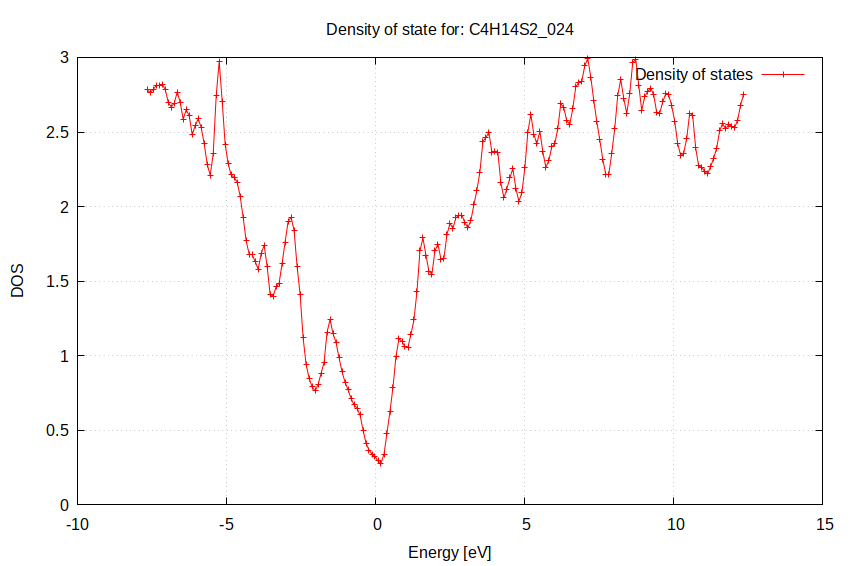 Density of state for: C4H14S2_024
Density of states
3
2.5
2
1.5
1
0.5
0
DOS
-10 -5 0 5 10 15
Energy [eV]